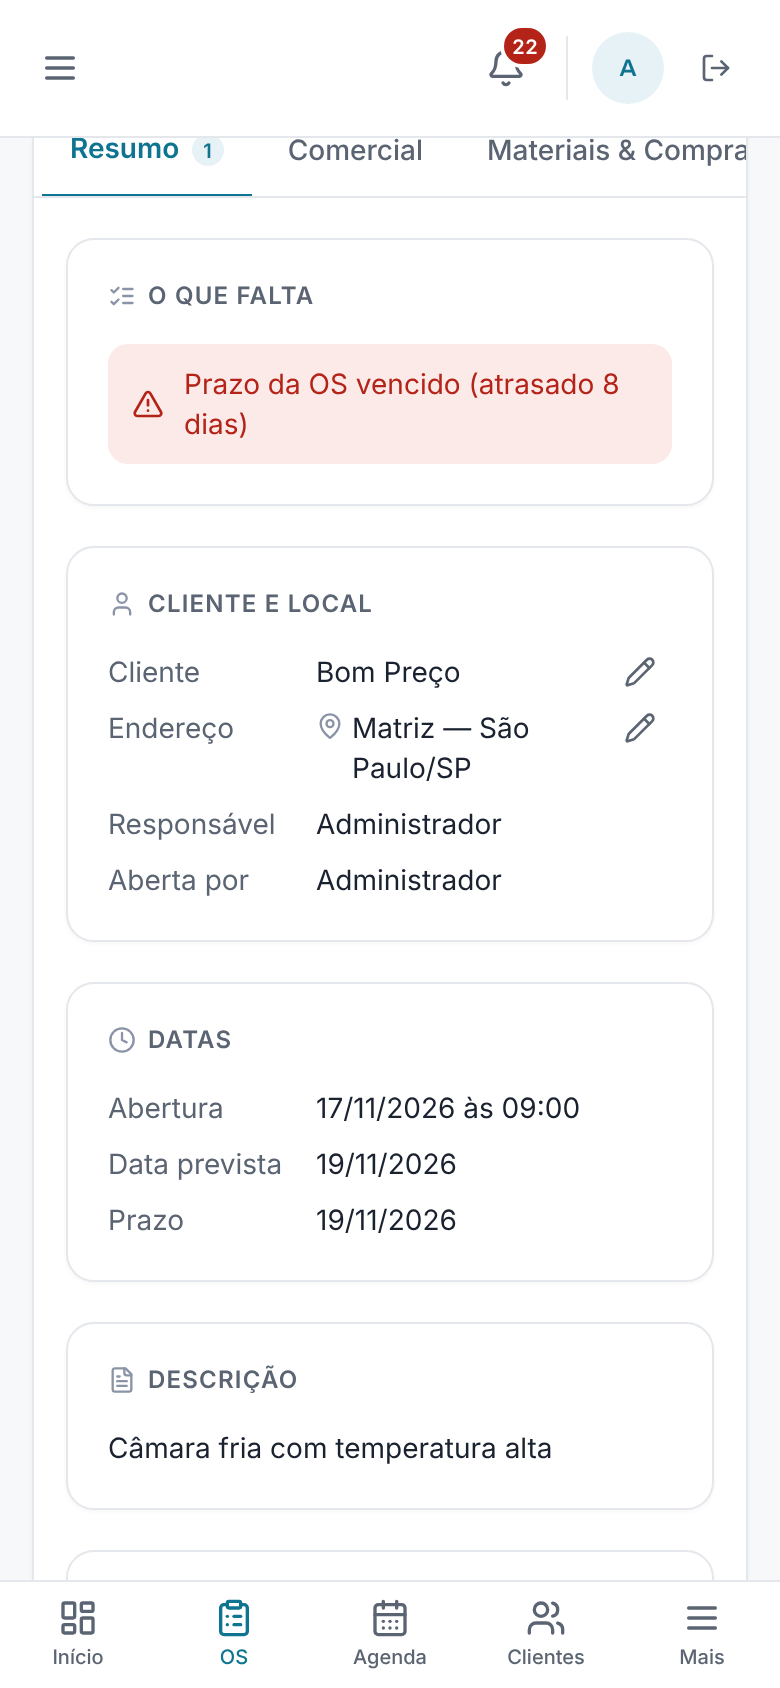 22
A
Resumo 1
Comercial
Materiais & Compra
O QUE FALTA
Prazo da OS vencido (atrasado 8
dias)
CLIENTE E LOCAL
Cliente Bom Preço
Endereço Matriz — São
Paulo/SP
Responsável Administrador
Aberta por Administrador
DATAS
Abertura 17/11/2026 às 09:00
Data prevista 19/11/2026
Prazo 19/11/2026
DESCRIÇÃO
Câmara fria com temperatura alta
Início
OS
Agenda
Clientes
Mais